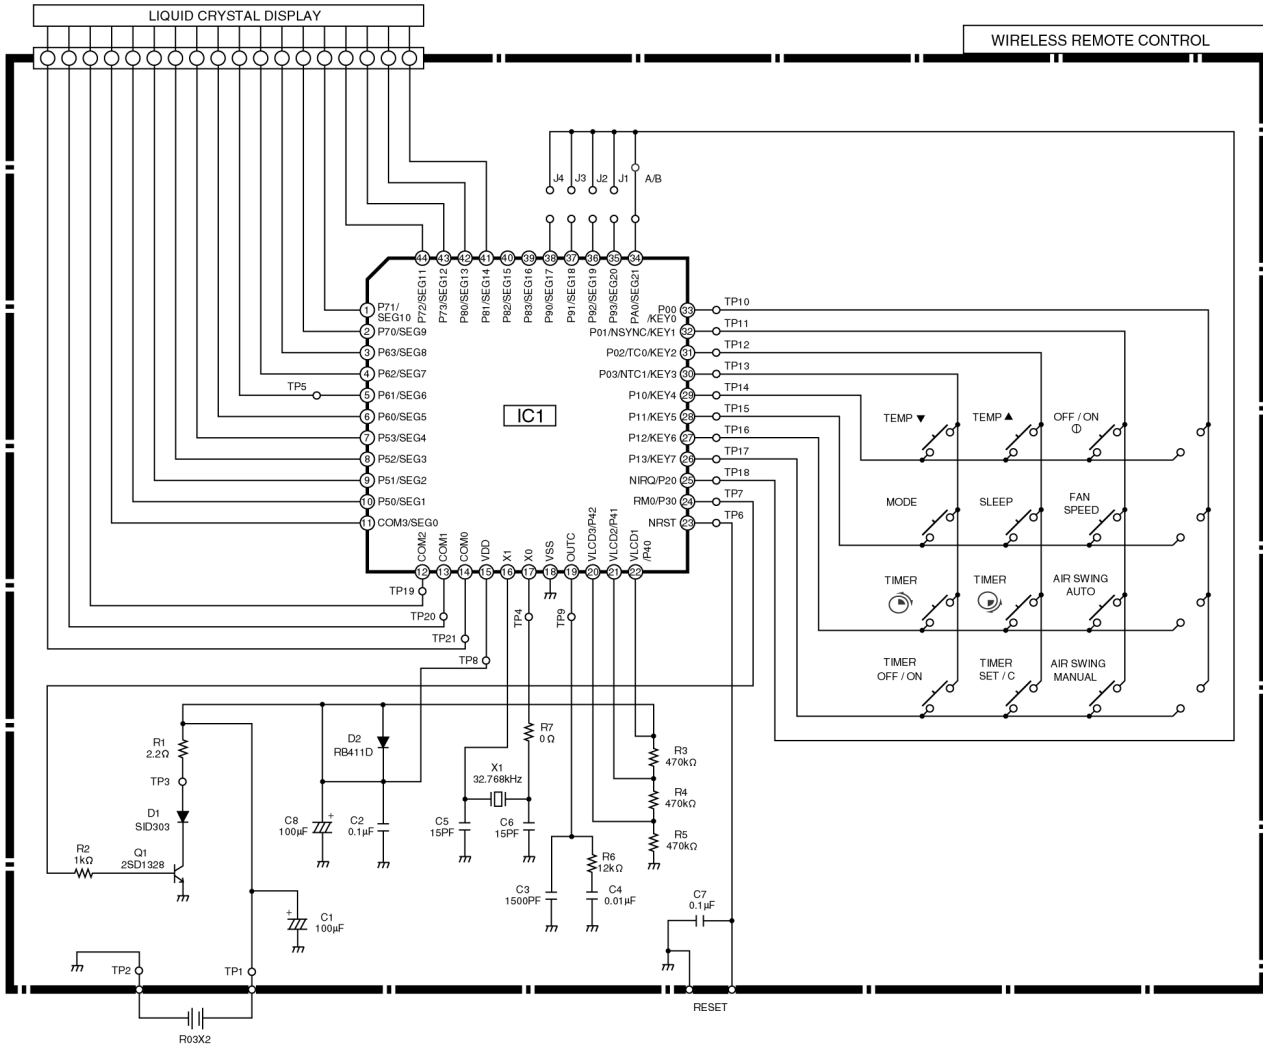 LIQUID CRYSTAL DISPLAY
WIRELESS REMOTE CONTROL
J4 J3 J2 J1 A/B
44 43 42 41 40 39 38 37 36 35 34
P72/SEG11
P73/SEG12
P80/SEG13
P81/SEG14
P82/SEG15
P83/SEG16
P90/SEG17
P91/SEG18
P92/SEG19
P93/SEG20
PA0/SEG21
1 P71/
SEG10
2 P70/SEG9
3 P63/SEG8
4 P62/SEG7
TP5
5 P61/SEG6
6 P60/SEG5
7 P53/SEG4
8 P52/SEG3
9 P51/SEG2
10 P50/SEG1
11 COM3/SEG0
IC1
P00
/KEY0 33 TP10
P01/NSYNC/KEY1 32 TP11
P02/TC0/KEY2 31 TP12
P03/NTC1/KEY3 30 TP13
P10/KEY4 29 TP14
P11/KEY5 28 TP15
P12/KEY6 27 TP16
P13/KEY7 26 TP17
NIRQ/P20 25 TP18
RM0/P30 24 TP7
NRST 23 TP6
COM2
COM1
COM0
VDD
X1
X0
VSS
OUTC
VLCD3/P42
VLCD2/P41
VLCD1
/P40
12 13 14 15 16 17 18 19 20 21 22
TP19
TP20
TP21
TP8
TP4
TP9
TEMP ▼
TEMP ▲
OFF / ON
MODE
SLEEP
FAN
SPEED
TIMER
TIMER
AIR SWING
AUTO
TIMER
OFF / ON
TIMER
SET / C
AIR SWING
MANUAL
R1
2.2Ω
TP3
D1
SID303
Q1
2SD1328
R2
1kΩ
D2
RB411D
C8
100µF
+
C2
0.1µF
R7
0 Ω
X1
32.768kHz
C5
15PF
C6
15PF
R3
470kΩ
R4
470kΩ
R5
470kΩ
R6
12kΩ
C3
1500PF
C4
0.01µF
C7
0.1µF
+
C1
100µF
TP2
TP1
R03X2
RESET